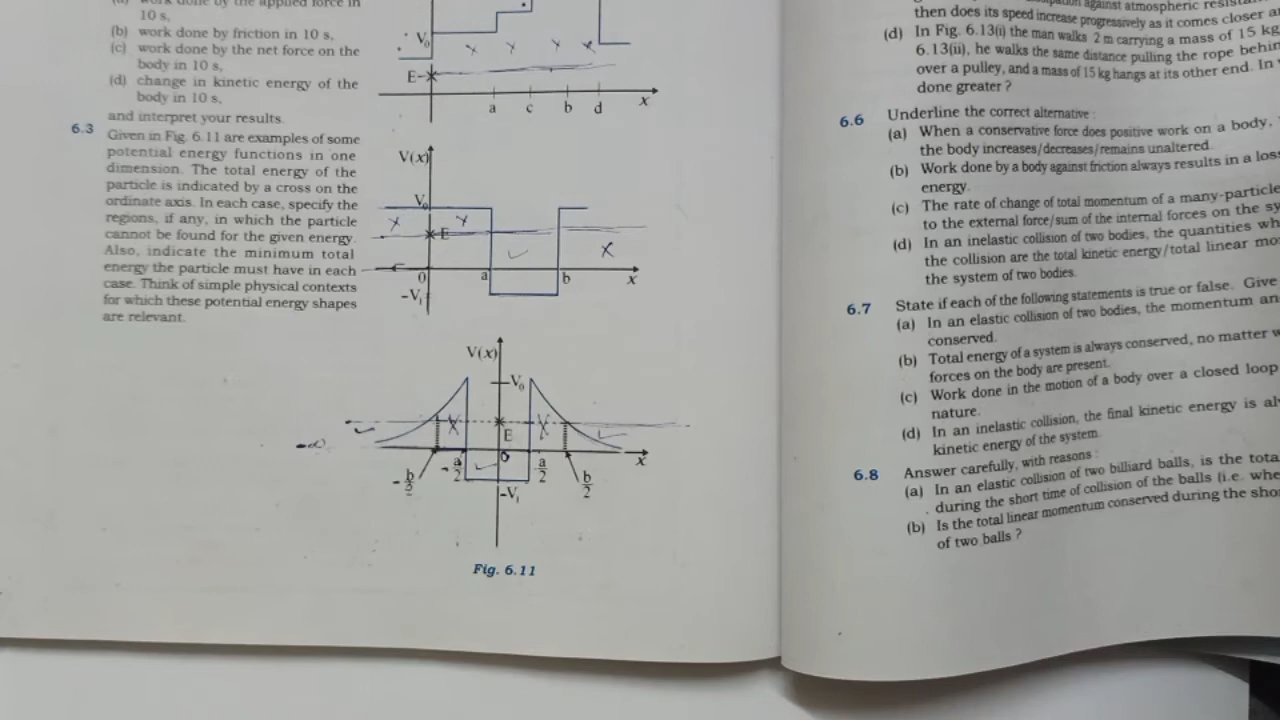 work done by the applied force in
10 s,
(b) work done by friction in 10 s,
(c) work done by the net force on the
body in 10 s,
(d) change in kinetic energy of the
body in 10 s,
and interpret your results.
6.3 Given in Fig. 6.11 are examples of some
potential energy functions in one
dimension. The total energy of the
particle is indicated by a cross on the
ordinate axis. In each case, specify the
regions, if any, in which the particle
cannot be found for the given energy.
Also, indicate the minimum total
energy the particle must have in each
case. Think of simple physical contexts
for which these potential energy shapes
are relevant.
V₀
x x x x
E
a c b d x
V(x)
V₀
x x
E
x
0 a b x
-V₁
V(x)
V₀
x x
E
-∞ 0 x
-b/2 -a/2 a/2 b/2
-V₁
Fig. 6.11
against atmospheric
then does its speed increase progressively as it comes closer
(d) In Fig. 6.13(i) the man walks 2 m carrying a mass of 15 kg
6.13(ii), he walks the same distance pulling the rope
over a pulley, and a mass of 15 kg hangs at its other end. In
done greater ?
6.6 Underline the correct alternative :
(a) When a conservative force does positive work on a body,
the body increases/decreases/remains unaltered.
(b) Work done by a body against friction always results in a
energy.
(c) The rate of change of total momentum of a many-particle
to the external force/sum of the internal forces on the
(d) In an inelastic collision of two bodies, the quantities
the collision are the total kinetic energy/total linear
the system of two bodies.
6.7 State if each of the following statements is true or false. Give
(a) In an elastic collision of two bodies, the momentum
conserved.
(b) Total energy of a system is always conserved, no matter
forces on the body are present.
(c) Work done in the motion of a body over a closed loop
nature.
(d) In an inelastic collision, the final kinetic energy is
kinetic energy of the system.
6.8 Answer carefully, with reasons :
(a) In an elastic collision of two billiard balls, is the
during the short time of collision of the balls (i.e.
(b) Is the total linear momentum conserved during the
of two balls ?